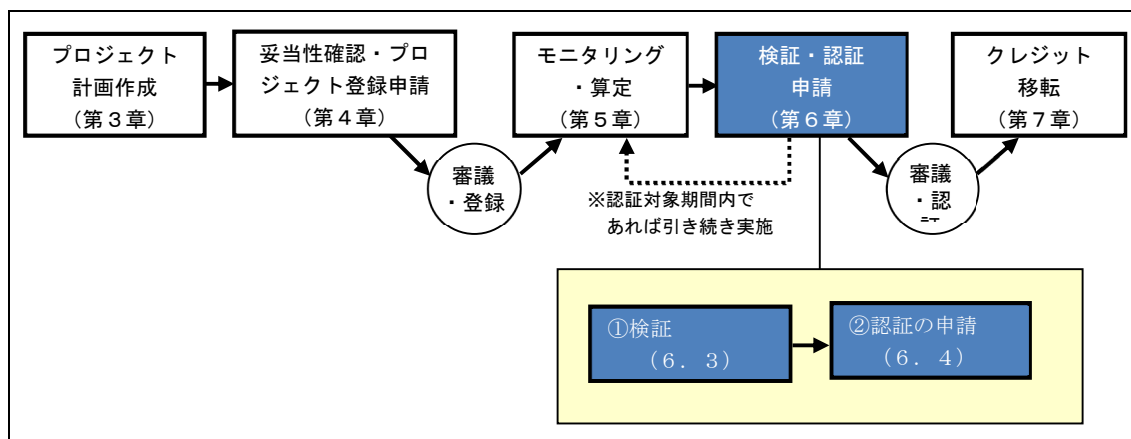 プロジェクト
計画作成
（第３章）
妥当性確認・プロ
ジェクト登録申請
（第４章）
審議
・登録
モニタリング
・算定
（第５章）
検証・認証
申請
（第６章）
※認証対象期間内で
あれば引き続き実施
審議
・認
クレジット
移転
（第７章）
①検証
（６．３）
②認証の申請
（６．４）